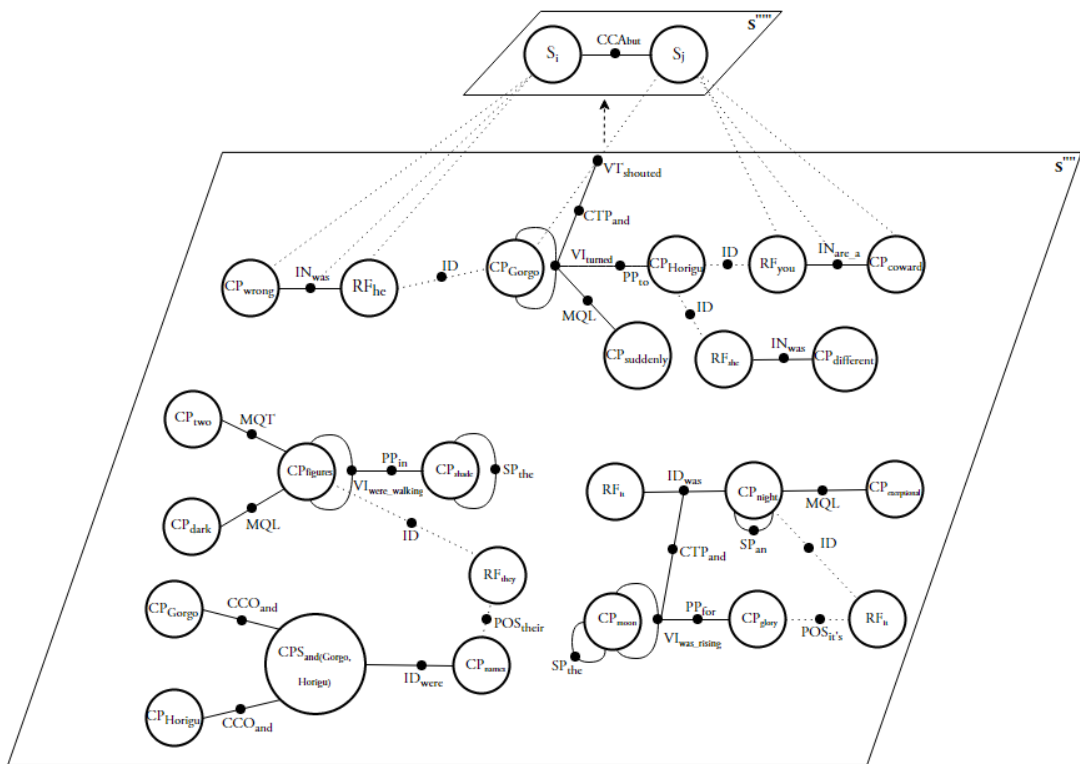 S'''''
S_i CCA_but S_j
S''''
VT_shouted
CTP_and
CP_wrong IN_was RF_he ID CP_Gorgo VI_turned PP_to CP_Horigu ID RF_you IN_are_a CP_coward
MQL ID
CP_suddenly RF_she IN_was CP_different
CP_two MQT
CP_figures PP_in CP_shade SP_the
VI_were_walking
CP_dark MQL ID
RF_it ID_was CP_night MQL CP_exceptional
SP_an ID
CTP_and
RF_they
CP_Gorgo CCO_and
POS_their
CP_moon PP_for CP_glory RF_it
VI_was_rising POS_it's
SP_the
CPS_and(Gorgo,
Horigu)
ID_were CP_names
CP_Horigu CCO_and